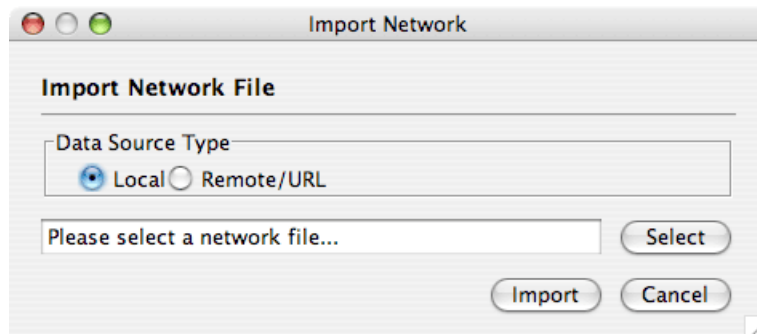 Import Network
Import Network File
Data Source Type
Local Remote/URL
Please select a network file... Select
Import Cancel